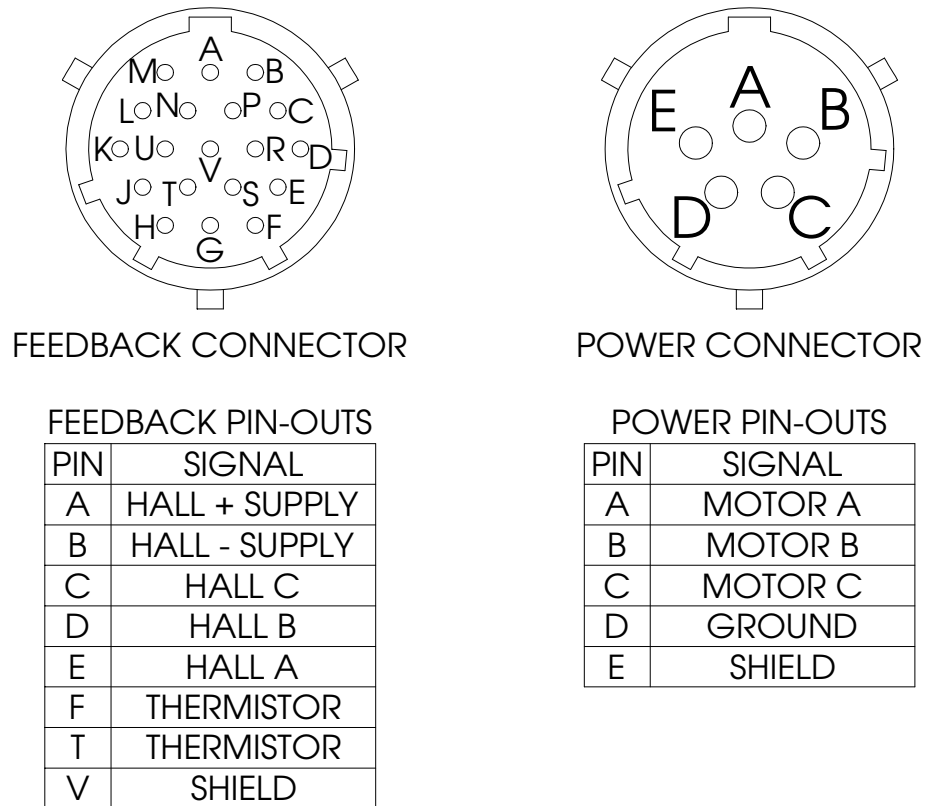 A
M B
L N P C
K U R D
V
J T S E
H F
G
FEEDBACK CONNECTOR
A
E B
D C
POWER CONNECTOR
FEEDBACK PIN-OUTS
PIN SIGNAL
A HALL + SUPPLY
B HALL - SUPPLY
C HALL C
D HALL B
E HALL A
F THERMISTOR
T THERMISTOR
V SHIELD
POWER PIN-OUTS
PIN SIGNAL
A MOTOR A
B MOTOR B
C MOTOR C
D GROUND
E SHIELD